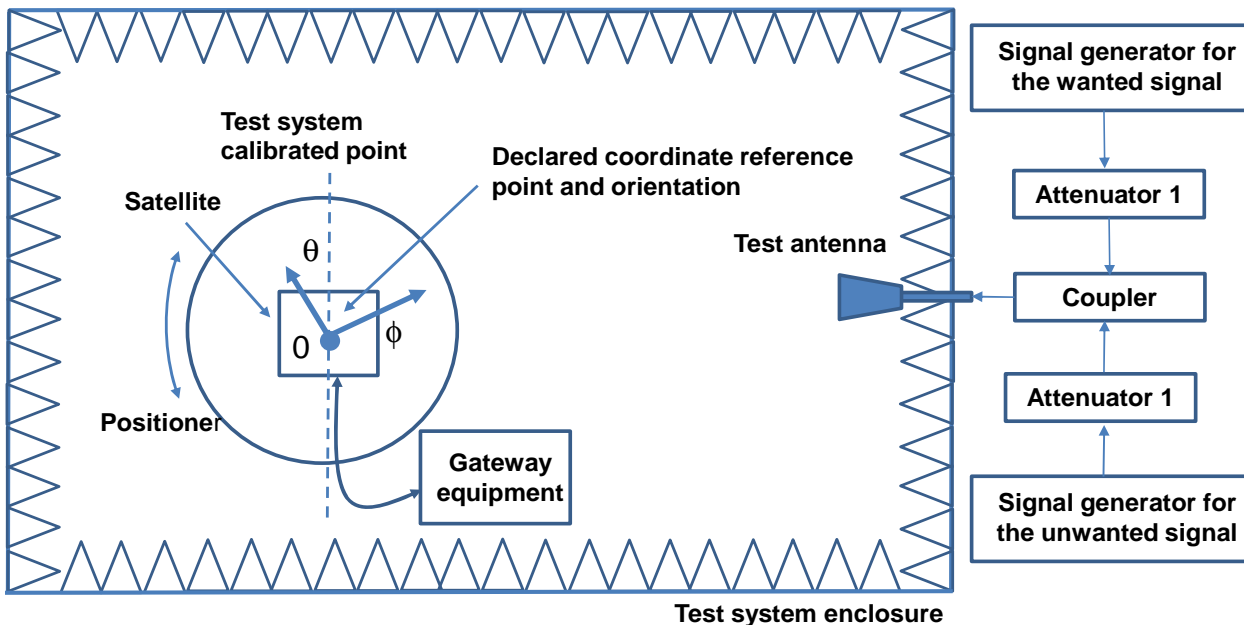 Signal generator for
the wanted signal
Test system
calibrated point
Declared coordinate reference
point and orientation
Satellite
Attenuator 1
θ
Test antenna
Coupler
0
ϕ
Positioner
Attenuator 1
Gateway
equipment
Signal generator for
the unwanted signal
Test system enclosure